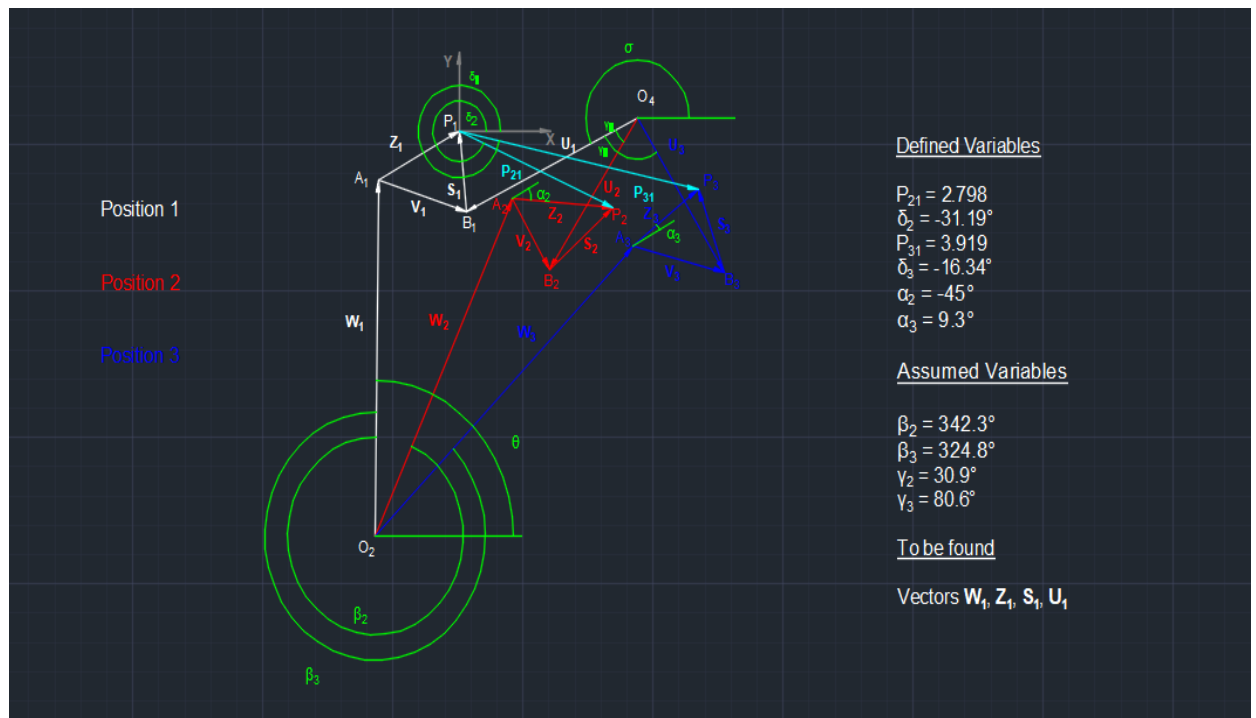 σ
Y
δ
O₄
δ₂
P₁
Z₁
X
U₁
γ
γ
U₃
A₁
P₂₁
P₃
S₁
U₂
P₃₁
V₁
B₁
A₂
α₂
Z₂
P₂
Z₃
S₃
V₂
S₂
A₃
α₃
B₂
V₃
B₃
W₁
W₂
W₃
θ
O₂
β₂
β₃
Position 1
Position 2
Position 3
Defined Variables
P₂₁ = 2.798
δ₂ = -31.19°
P₃₁ = 3.919
δ₃ = -16.34°
α₂ = -45°
α₃ = 9.3°
Assumed Variables
β₂ = 342.3°
β₃ = 324.8°
γ₂ = 30.9°
γ₃ = 80.6°
To be found
Vectors W₁, Z₁, S₁, U₁